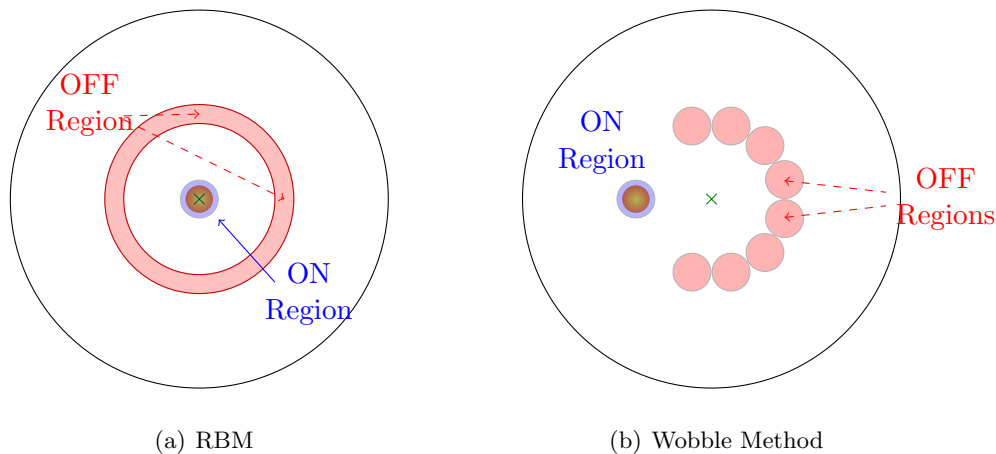 OFF
Region
ON
Region
(a) RBM
ON
Region
OFF
Regions
(b) Wobble Method